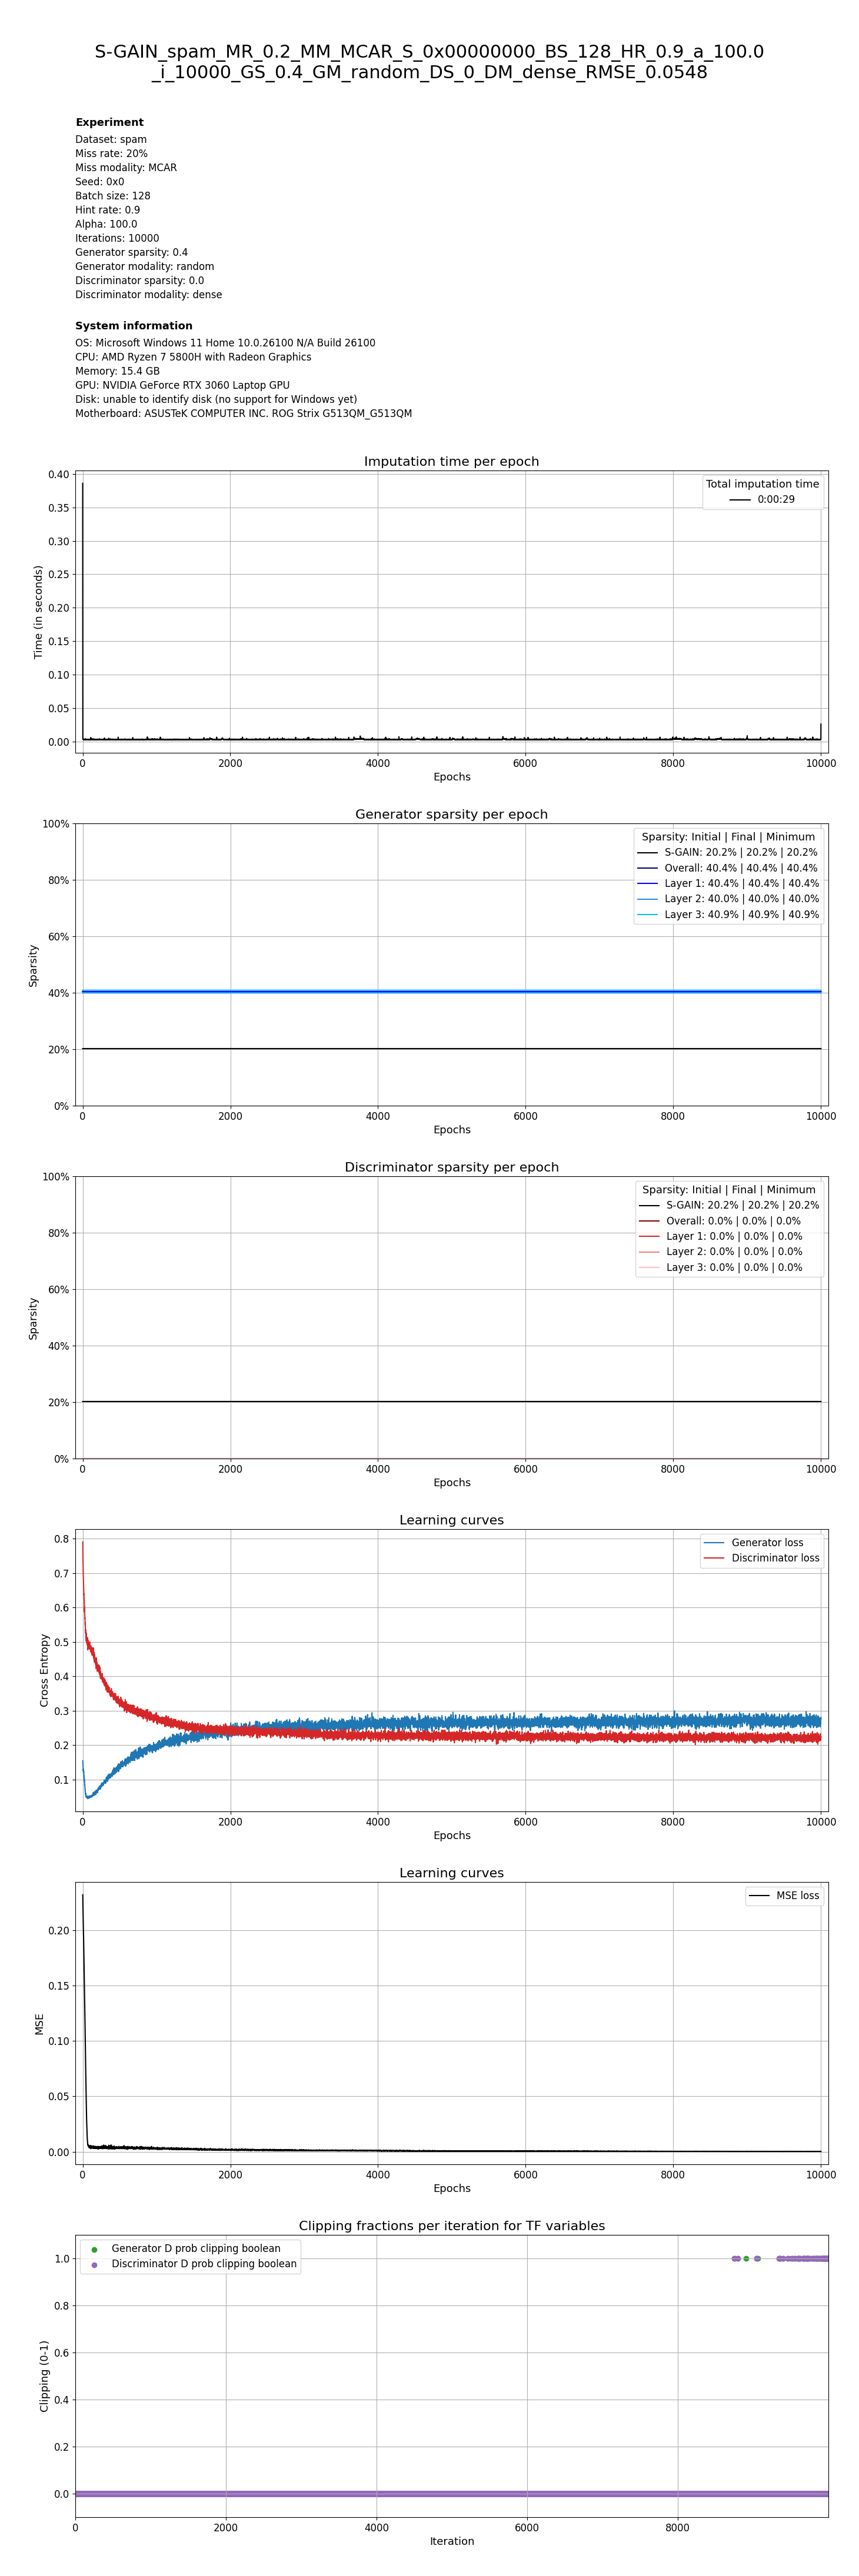 S-GAIN_spam_MR_0.2_MM_MCAR_S_0x00000000_BS_128_HR_0.9_a_100.0
_i_10000_GS_0.4_GM_random_DS_0_DM_dense_RMSE_0.0548
Experiment
Dataset: spam
Miss rate: 20%
Miss modality: MCAR
Seed: 0x0
Batch size: 128
Hint rate: 0.9
Alpha: 100.0
Iterations: 10000
Generator sparsity: 0.4
Generator modality: random
Discriminator sparsity: 0.0
Discriminator modality: dense
System information
OS: Microsoft Windows 11 Home 10.0.26100 N/A Build 26100
CPU: AMD Ryzen 7 5800H with Radeon Graphics
Memory: 15.4 GB
GPU: NVIDIA GeForce RTX 3060 Laptop GPU
Disk: unable to identify disk (no support for Windows yet)
Motherboard: ASUSTeK COMPUTER INC. ROG Strix G513QM_G513QM
Imputation time per epoch
Total imputation time
0:00:29
0.40
0.35
0.30
0.25
0.20
0.15
0.10
0.05
0.00
Time (in seconds)
0 2000 4000 6000 8000 10000
Epochs
Generator sparsity per epoch
Sparsity: Initial | Final | Minimum
S-GAIN: 20.2% | 20.2% | 20.2%
Overall: 40.4% | 40.4% | 40.4%
Layer 1: 40.4% | 40.4% | 40.4%
Layer 2: 40.0% | 40.0% | 40.0%
Layer 3: 40.9% | 40.9% | 40.9%
100%
80%
60%
40%
20%
0%
Sparsity
0 2000 4000 6000 8000 10000
Epochs
Discriminator sparsity per epoch
Sparsity: Initial | Final | Minimum
S-GAIN: 20.2% | 20.2% | 20.2%
Overall: 0.0% | 0.0% | 0.0%
Layer 1: 0.0% | 0.0% | 0.0%
Layer 2: 0.0% | 0.0% | 0.0%
Layer 3: 0.0% | 0.0% | 0.0%
100%
80%
60%
40%
20%
0%
Sparsity
0 2000 4000 6000 8000 10000
Epochs
Learning curves
Generator loss
Discriminator loss
0.8
0.7
0.6
0.5
0.4
0.3
0.2
0.1
Cross Entropy
0 2000 4000 6000 8000 10000
Epochs
Learning curves
MSE loss
0.20
0.15
0.10
0.05
0.00
MSE
0 2000 4000 6000 8000 10000
Epochs
Clipping fractions per iteration for TF variables
Generator D prob clipping boolean
Discriminator D prob clipping boolean
1.0
0.8
0.6
0.4
0.2
0.0
Clipping (0-1)
0 2000 4000 6000 8000
Iteration